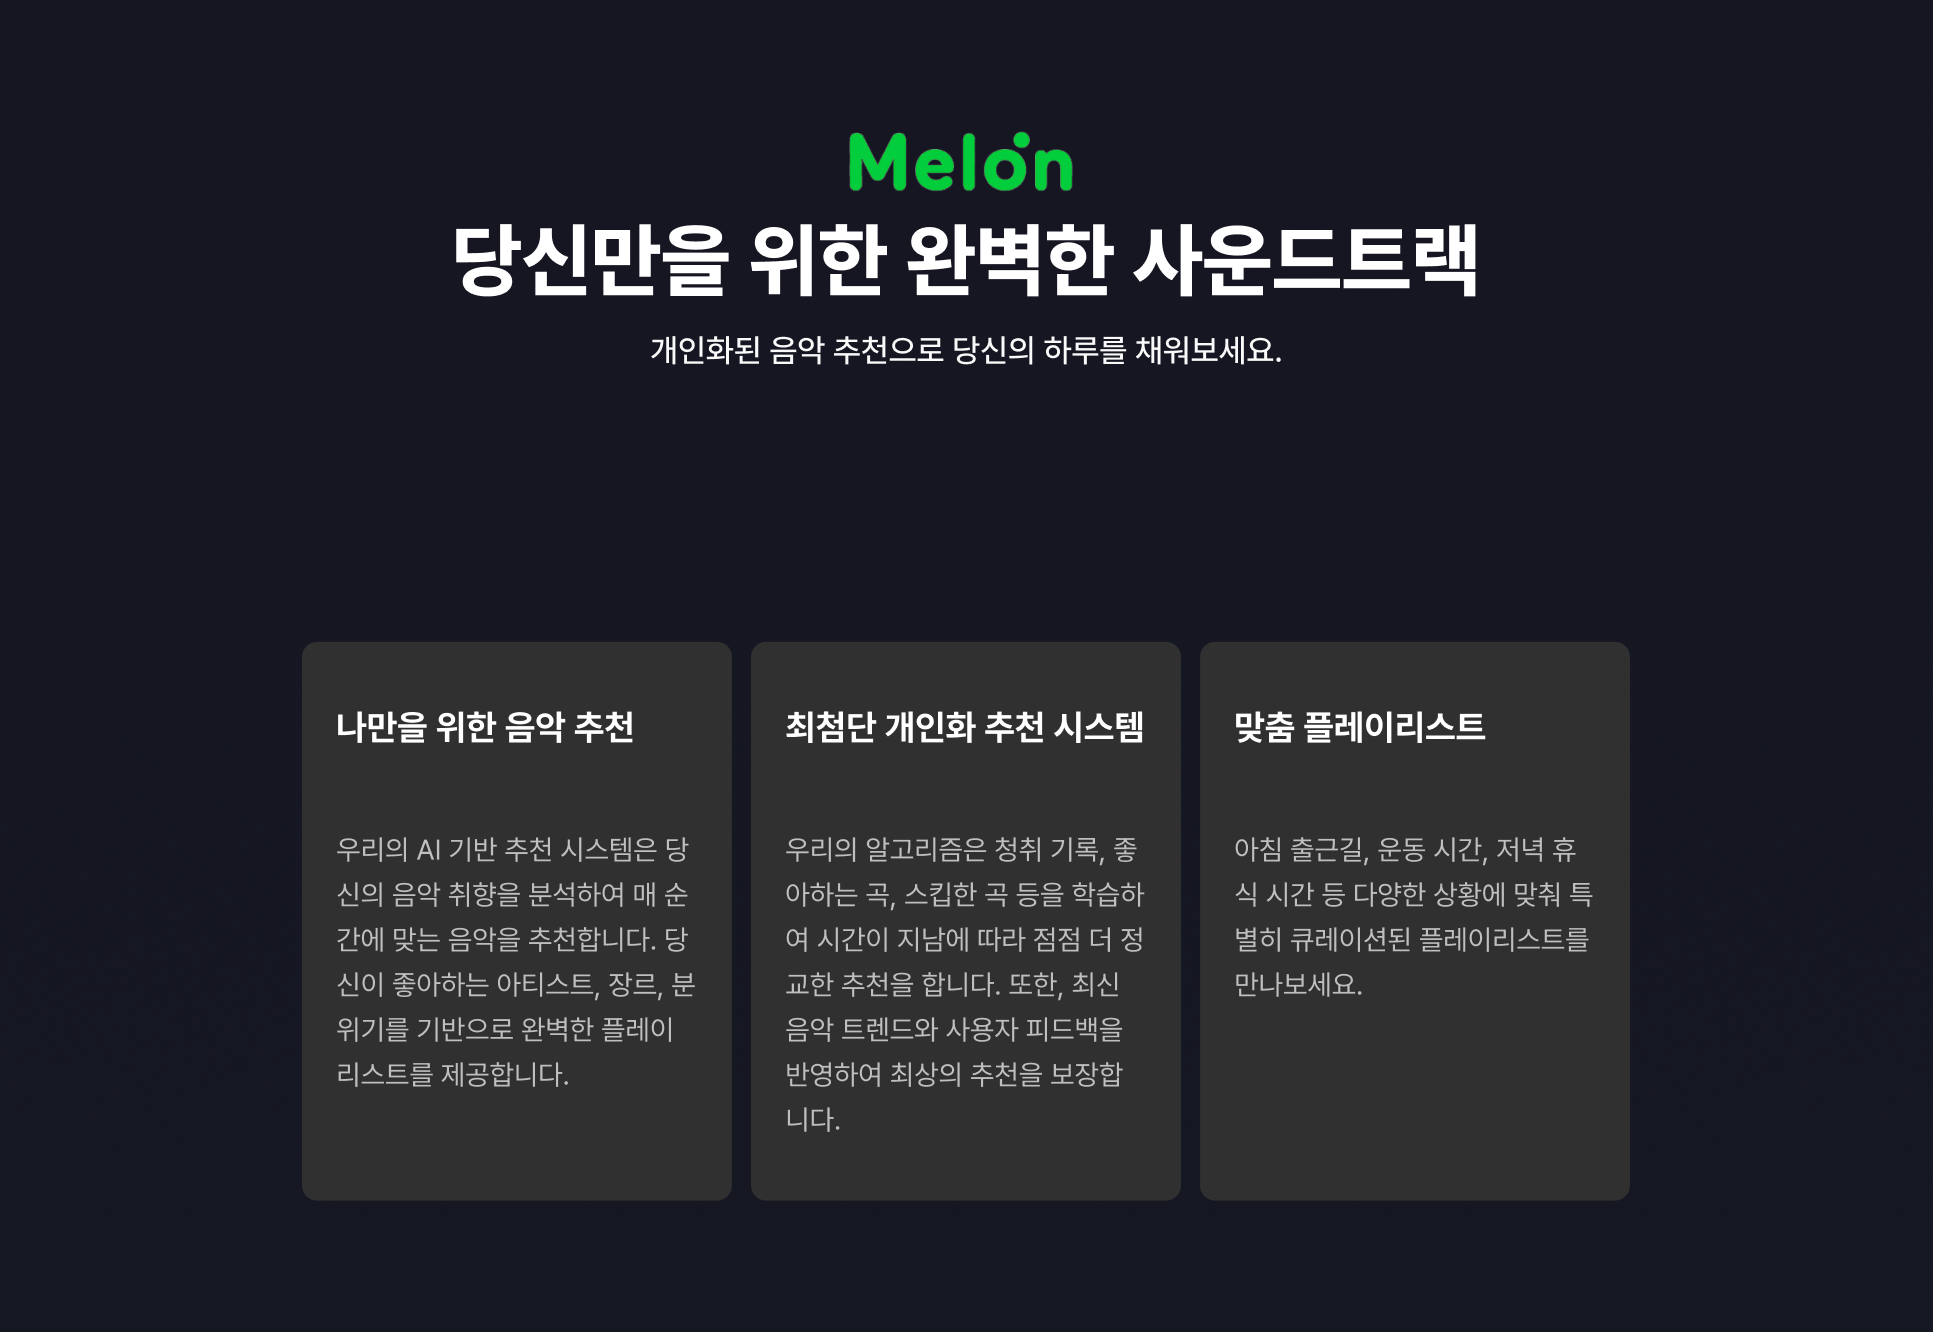 Melon
당신만을 위한 완벽한 사운드트랙
개인화된 음악 추천으로 당신의 하루를 채워보세요.
나만을 위한 음악 추천
우리의 AI 기반 추천 시스템은 당
신의 음악 취향을 분석하여 매 순
간에 맞는 음악을 추천합니다. 당
신이 좋아하는 아티스트, 장르, 분
위기를 기반으로 완벽한 플레이
리스트를 제공합니다.
최첨단 개인화 추천 시스템
우리의 알고리즘은 청취 기록, 좋
아하는 곡, 스킵한 곡 등을 학습하
여 시간이 지남에 따라 점점 더 정
교한 추천을 합니다. 또한, 최신
음악 트렌드와 사용자 피드백을
반영하여 최상의 추천을 보장합
니다.
맞춤 플레이리스트
아침 출근길, 운동 시간, 저녁 휴
식 시간 등 다양한 상황에 맞춰 특
별히 큐레이션된 플레이리스트를
만나보세요.